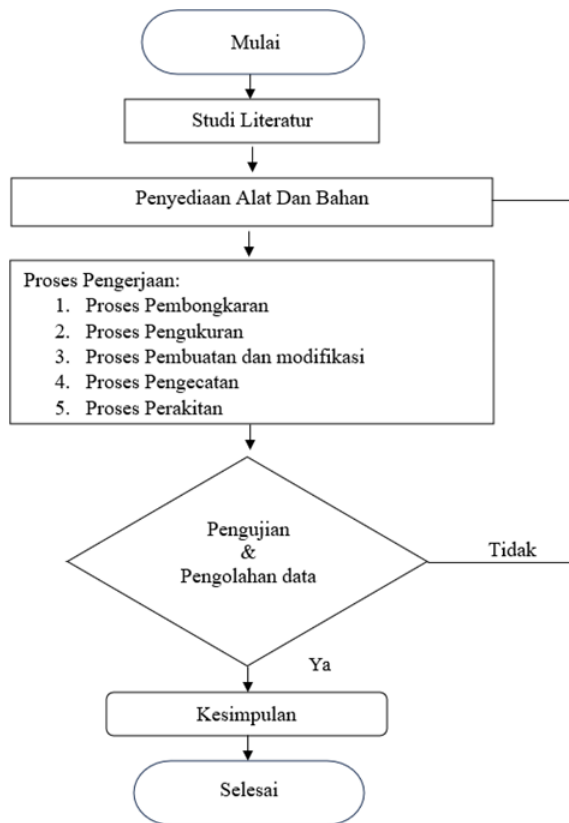 Mulai
Studi Literatur
Penyediaan Alat Dan Bahan
Proses Pengerjaan:
1. Proses Pembongkaran
2. Proses Pengukuran
3. Proses Pembuatan dan modifikasi
4. Proses Pengecatan
5. Proses Perakitan
Pengujian
&
Pengolahan data
Tidak
Ya
Kesimpulan
Selesai